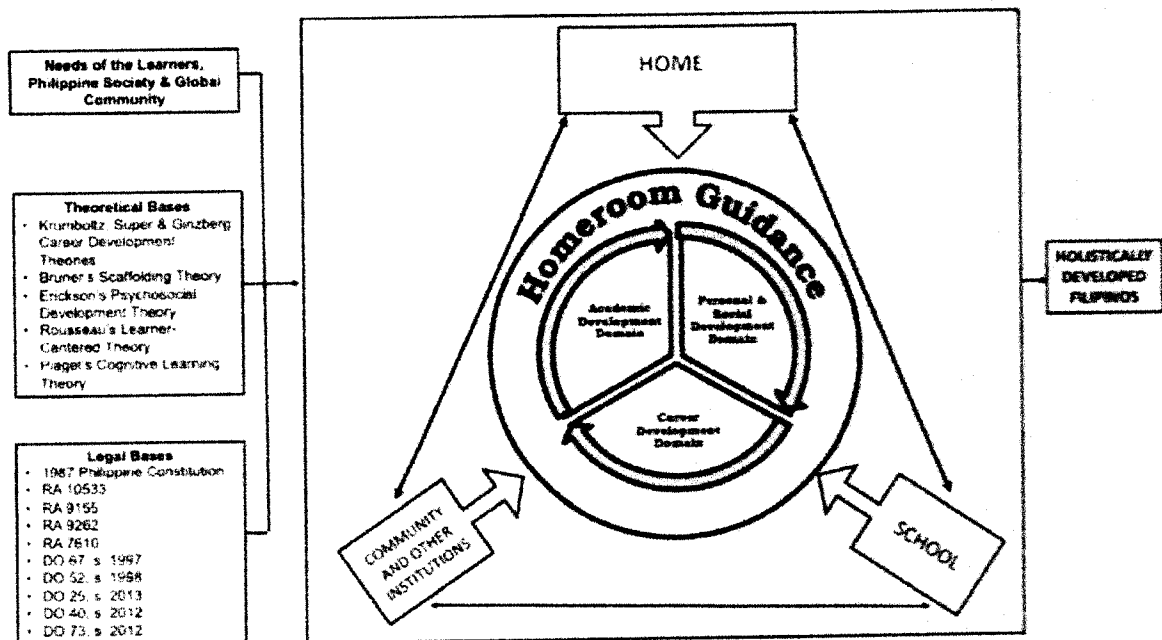 Needs of the Learners,
Philippine Society & Global
Community
Theoretical Bases
• Krumboltz, Super & Ginzberg
Career Development
Theories
• Bruner's Scaffolding Theory
• Erickson's Psychosocial
Development Theory
• Rousseau's Learner-
Centered Theory
• Piaget's Cognitive Learning
Theory
Legal Bases
• 1987 Philippine Constitution
• RA 10533
• RA 9155
• RA 9262
• RA 7610
• DO 67, s. 1997
• DO 52, s. 1998
• DO 25, s. 2013
• DO 40, s. 2012
• DO 73, s. 2012
HOME
Homeroom Guidance
Academic
Development
Domain
Personal &
Social
Development
Domain
Career
Development
Domain
COMMUNITY
AND OTHER
INSTITUTIONS
SCHOOL
HOLISTICALLY
DEVELOPED
FILIPINOS